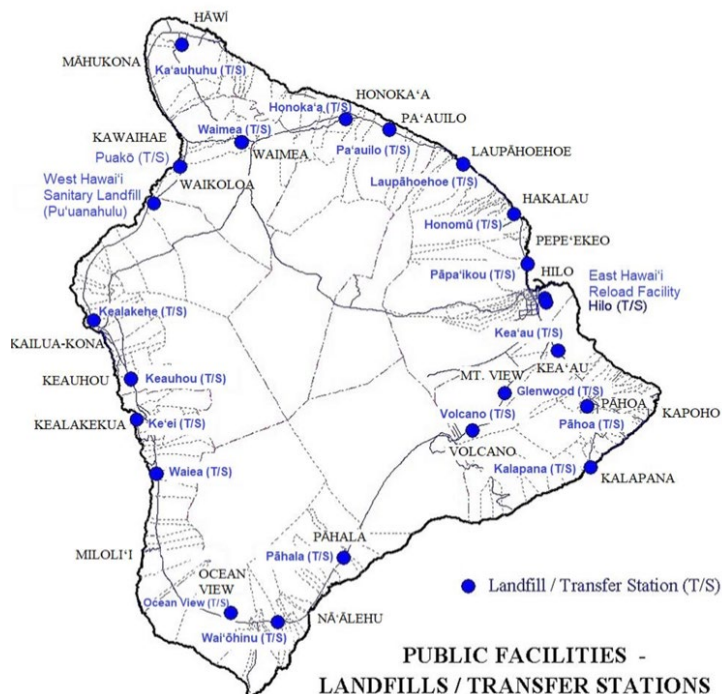 HĀWĪ
Ka'auhuhu (T/S)
MĀHUKONA
HONOKA'A
Honoka'a (T/S)
PA'AUILO
KAWAIHAE
Waimea (T/S)
WAIMEA
Pa'auilo (T/S)
LAUPĀHOEHOE
Puakō (T/S)
Laupāhoehoe (T/S)
West Hawai'i
Sanitary Landfill
(Pu'uanahulu)
WAIKOLOA
HAKALAU
Honomū (T/S)
PEPE'EKEO
Pāpa'ikou (T/S)
HILO
East Hawai'i
Reload Facility
Hilo (T/S)
Kealakehe (T/S)
KAILUA-KONA
Kea'au (T/S)
KEA'AU
KEAUHOU
Keauhou (T/S)
MT. VIEW
Glenwood (T/S)
PĀHOA
KAPOHO
KEALAKEKUA
Ke'ei (T/S)
Volcano (T/S)
Pāhoa (T/S)
VOLCANO
Waiea (T/S)
Kalapana (T/S)
KALAPANA
MILOLI'I
PĀHALA
Pāhala (T/S)
OCEAN
VIEW
Ocean View (T/S)
NĀ'ĀLEHU
Wai'ōhinu (T/S)
Landfill / Transfer Station (T/S)
PUBLIC FACILITIES -
LANDFILLS / TRANSFER STATIONS